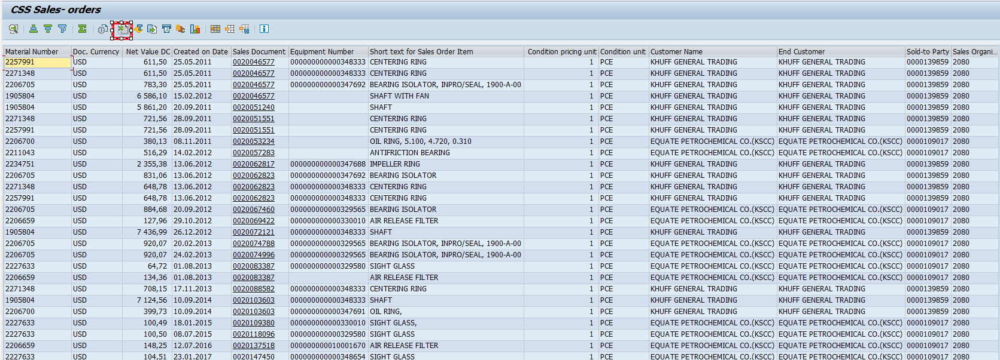 CSS Sales- orders
Material Number Doc. Currency Net Value DC Created on Date Sales Document Equipment Number Short text for Sales Order Item Condition pricing unit Condition unit Customer Name End Customer Sold-to Party Sales Organi...
2257991 USD 611,50 25.05.2011 0020046577 000000000000348333 CENTERING RING 1 PCE KHUFF GENERAL TRADING KHUFF GENERAL TRADING 0000139859 2080
2271348 USD 611,50 25.05.2011 0020046577 000000000000348333 CENTERING RING 1 PCE KHUFF GENERAL TRADING KHUFF GENERAL TRADING 0000139859 2080
2206705 USD 783,30 25.05.2011 0020046577 000000000000347692 BEARING ISOLATOR, INPRO/SEAL, 1900-A-00 1 PCE KHUFF GENERAL TRADING KHUFF GENERAL TRADING 0000139859 2080
1905804 USD 6 586,10 15.02.2012 0020046577 SHAFT WITH FAN 1 PCE KHUFF GENERAL TRADING KHUFF GENERAL TRADING 0000139859 2080
1905804 USD 5 861,20 20.09.2011 0020051240 SHAFT 1 PCE KHUFF GENERAL TRADING KHUFF GENERAL TRADING 0000139859 2080
2271348 USD 721,56 28.09.2011 0020051551 CENTERING RING 1 PCE KHUFF GENERAL TRADING KHUFF GENERAL TRADING 0000139859 2080
2257991 USD 721,56 28.09.2011 0020051551 CENTERING RING 1 PCE KHUFF GENERAL TRADING KHUFF GENERAL TRADING 0000139859 2080
2206700 USD 380,13 08.11.2011 0020053234 OIL RING, 5.100, 4.720, 0.310 1 PCE EQUATE PETROCHEMICAL CO.(KSCC) EQUATE PETROCHEMICAL CO.(KSCC) 0000109017 2080
2211043 USD 516,29 14.02.2012 0020057283 ANTIFRICTION BEARING 1 PCE EQUATE PETROCHEMICAL CO.(KSCC) EQUATE PETROCHEMICAL CO.(KSCC) 0000109017 2080
2234751 USD 2 355,38 13.06.2012 0020062817 000000000000347688 IMPELLER RING 1 PCE KHUFF GENERAL TRADING KHUFF GENERAL TRADING 0000139859 2080
2206705 USD 831,06 13.06.2012 0020062823 000000000000347692 BEARING ISOLATOR 1 PCE KHUFF GENERAL TRADING KHUFF GENERAL TRADING 0000139859 2080
2271348 USD 648,78 13.06.2012 0020062823 000000000000348333 CENTERING RING 1 PCE KHUFF GENERAL TRADING KHUFF GENERAL TRADING 0000139859 2080
2257991 USD 648,78 13.06.2012 0020062823 000000000000348333 CENTERING RING 1 PCE KHUFF GENERAL TRADING KHUFF GENERAL TRADING 0000139859 2080
2206705 USD 884,68 20.09.2012 0020067460 000000000000329565 BEARING ISOLATOR 1 PCE EQUATE PETROCHEMICAL CO.(KSCC) EQUATE PETROCHEMICAL CO.(KSCC) 0000109017 2080
2206659 USD 127,96 29.10.2012 0020069422 000000000000330010 AIR RELEASE FILTER 1 PCE EQUATE PETROCHEMICAL CO.(KSCC) EQUATE PETROCHEMICAL CO.(KSCC) 0000109017 2080
1905804 USD 7 436,99 26.12.2012 0020072121 000000000000348333 SHAFT 1 PCE KHUFF GENERAL TRADING KHUFF GENERAL TRADING 0000139859 2080
2206705 USD 920,07 20.02.2013 0020074788 000000000000329565 BEARING ISOLATOR, INPRO/SEAL, 1900-A-00 1 PCE EQUATE PETROCHEMICAL CO.(KSCC) EQUATE PETROCHEMICAL CO.(KSCC) 0000109017 2080
2206705 USD 920,07 24.02.2013 0020074996 000000000000329565 BEARING ISOLATOR, INPRO/SEAL, 1900-A-00 1 PCE EQUATE PETROCHEMICAL CO.(KSCC) EQUATE PETROCHEMICAL CO.(KSCC) 0000109017 2080
2227633 USD 64,72 01.08.2013 0020083387 000000000000329580 SIGHT GLASS 1 PCE EQUATE PETROCHEMICAL CO.(KSCC) EQUATE PETROCHEMICAL CO.(KSCC) 0000109017 2080
2206659 USD 134,36 01.08.2013 0020083387 AIR RELEASE FILTER 1 PCE EQUATE PETROCHEMICAL CO.(KSCC) EQUATE PETROCHEMICAL CO.(KSCC) 0000109017 2080
2271348 USD 708,15 17.11.2013 0020088582 000000000000348333 CENTERING RING 1 PCE KHUFF GENERAL TRADING KHUFF GENERAL TRADING 0000139859 2080
1905804 USD 7 124,56 10.09.2014 0020103603 000000000000348333 SHAFT 1 PCE KHUFF GENERAL TRADING KHUFF GENERAL TRADING 0000139859 2080
2206700 USD 399,73 10.09.2014 0020103603 000000000000347691 OIL RING, 1 PCE KHUFF GENERAL TRADING KHUFF GENERAL TRADING 0000139859 2080
2227633 USD 100,49 18.01.2015 0020109380 000000000000330010 SIGHT GLASS, 1 PCE EQUATE PETROCHEMICAL CO.(KSCC) EQUATE PETROCHEMICAL CO.(KSCC) 0000109017 2080
2227633 USD 100,50 08.07.2015 0020118096 000000000000329580 SIGHT GLASS 1 PCE EQUATE PETROCHEMICAL CO.(KSCC) EQUATE PETROCHEMICAL CO.(KSCC) 0000109017 2080
2206659 USD 148,25 12.07.2016 0020137518 000000000010001670 AIR RELEASE FILTER 1 PCE EQUATE PETROCHEMICAL CO.(KSCC) EQUATE PETROCHEMICAL CO.(KSCC) 0000109017 2080
2227633 USD 104,51 23.01.2017 0020147450 000000000000348654 SIGHT GLASS 1 PCE EQUATE PETROCHEMICAL CO.(KSCC) EQUATE PETROCHEMICAL CO.(KSCC) 0000109017 2080